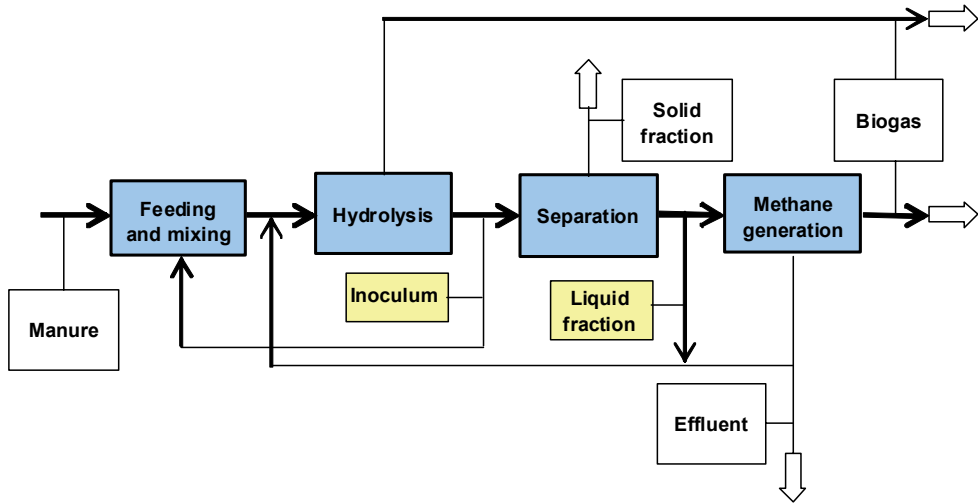 Solid
fraction
Biogas
Feeding
and mixing
Hydrolysis
Separation
Methane
generation
Manure
Inoculum
Liquid
fraction
Effluent